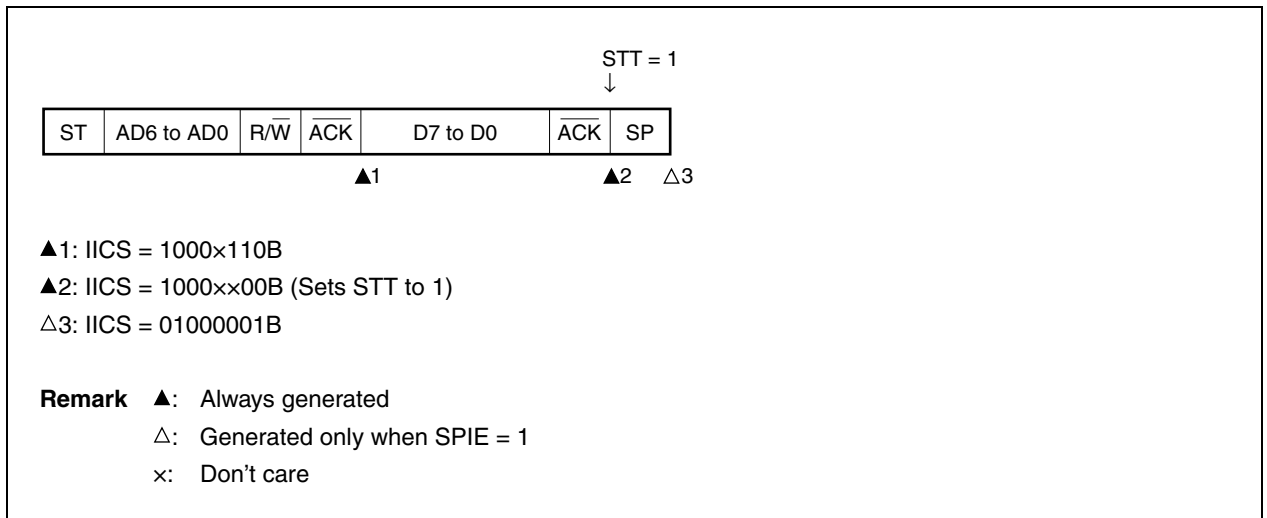 STT = 1
↓
ST AD6 to AD0 R/W̅ A̅C̅K̅ D7 to D0 A̅C̅K̅ SP
▲1 ▲2 △3
▲1: IICS = 1000×110B
▲2: IICS = 1000××00B (Sets STT to 1)
△3: IICS = 01000001B
Remark ▲: Always generated
△: Generated only when SPIE = 1
×: Don't care